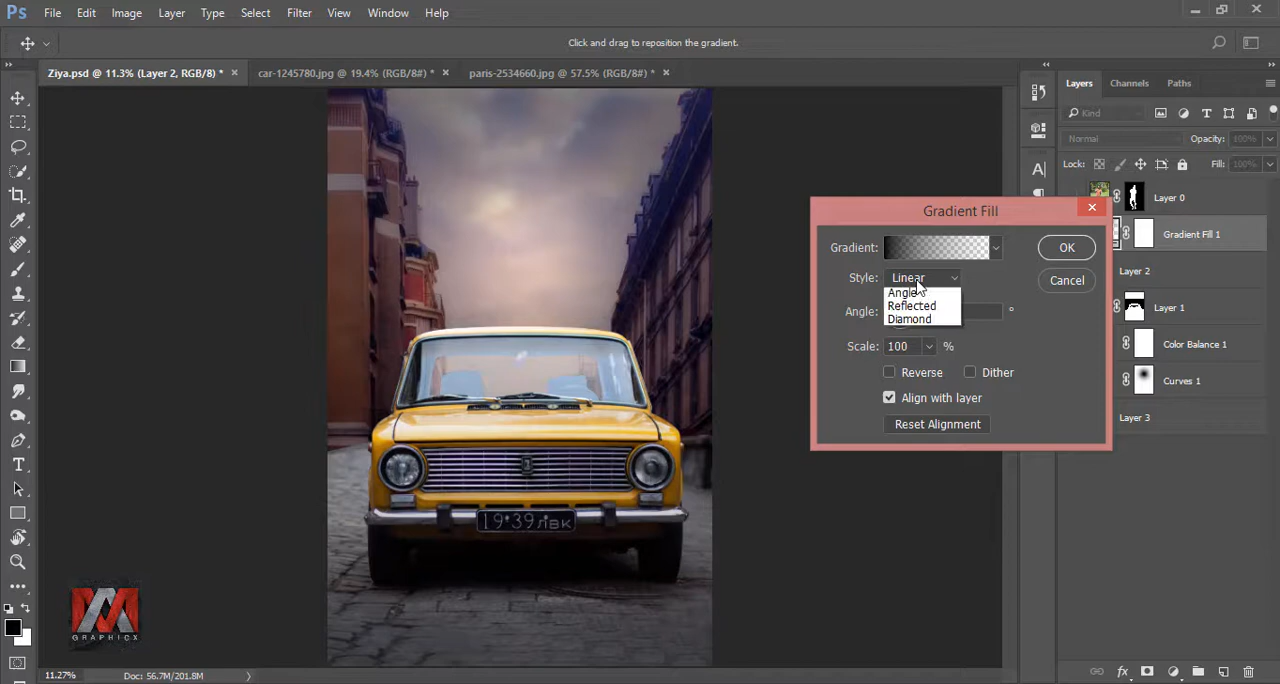 Ps File Edit Image Layer Type Select Filter View Window Help
Click and drag to reposition the gradient.
Ziya.psd @ 11.3% (Layer 2, RGB/8) * × car-1245780.jpg @ 19.4% (RGB/8#) * × paris-2534660.jpg @ 57.5% (RGB/8#) * ×
Layers Channels Paths
Kind
Normal Opacity: 100%
Lock: Fill: 100%
Layer 0
Gradient Fill 1
Layer 2
Layer 1
Color Balance 1
Curves 1
Layer 3
Gradient Fill
Gradient: OK
Style: Linear Cancel
Angle
Reflected
Diamond
Angle: °
Scale: 100 %
Reverse Dither
Align with layer
Reset Alignment
19*39ЛВК
GRAPHICX
11.27% Doc: 56.7M/201.8M